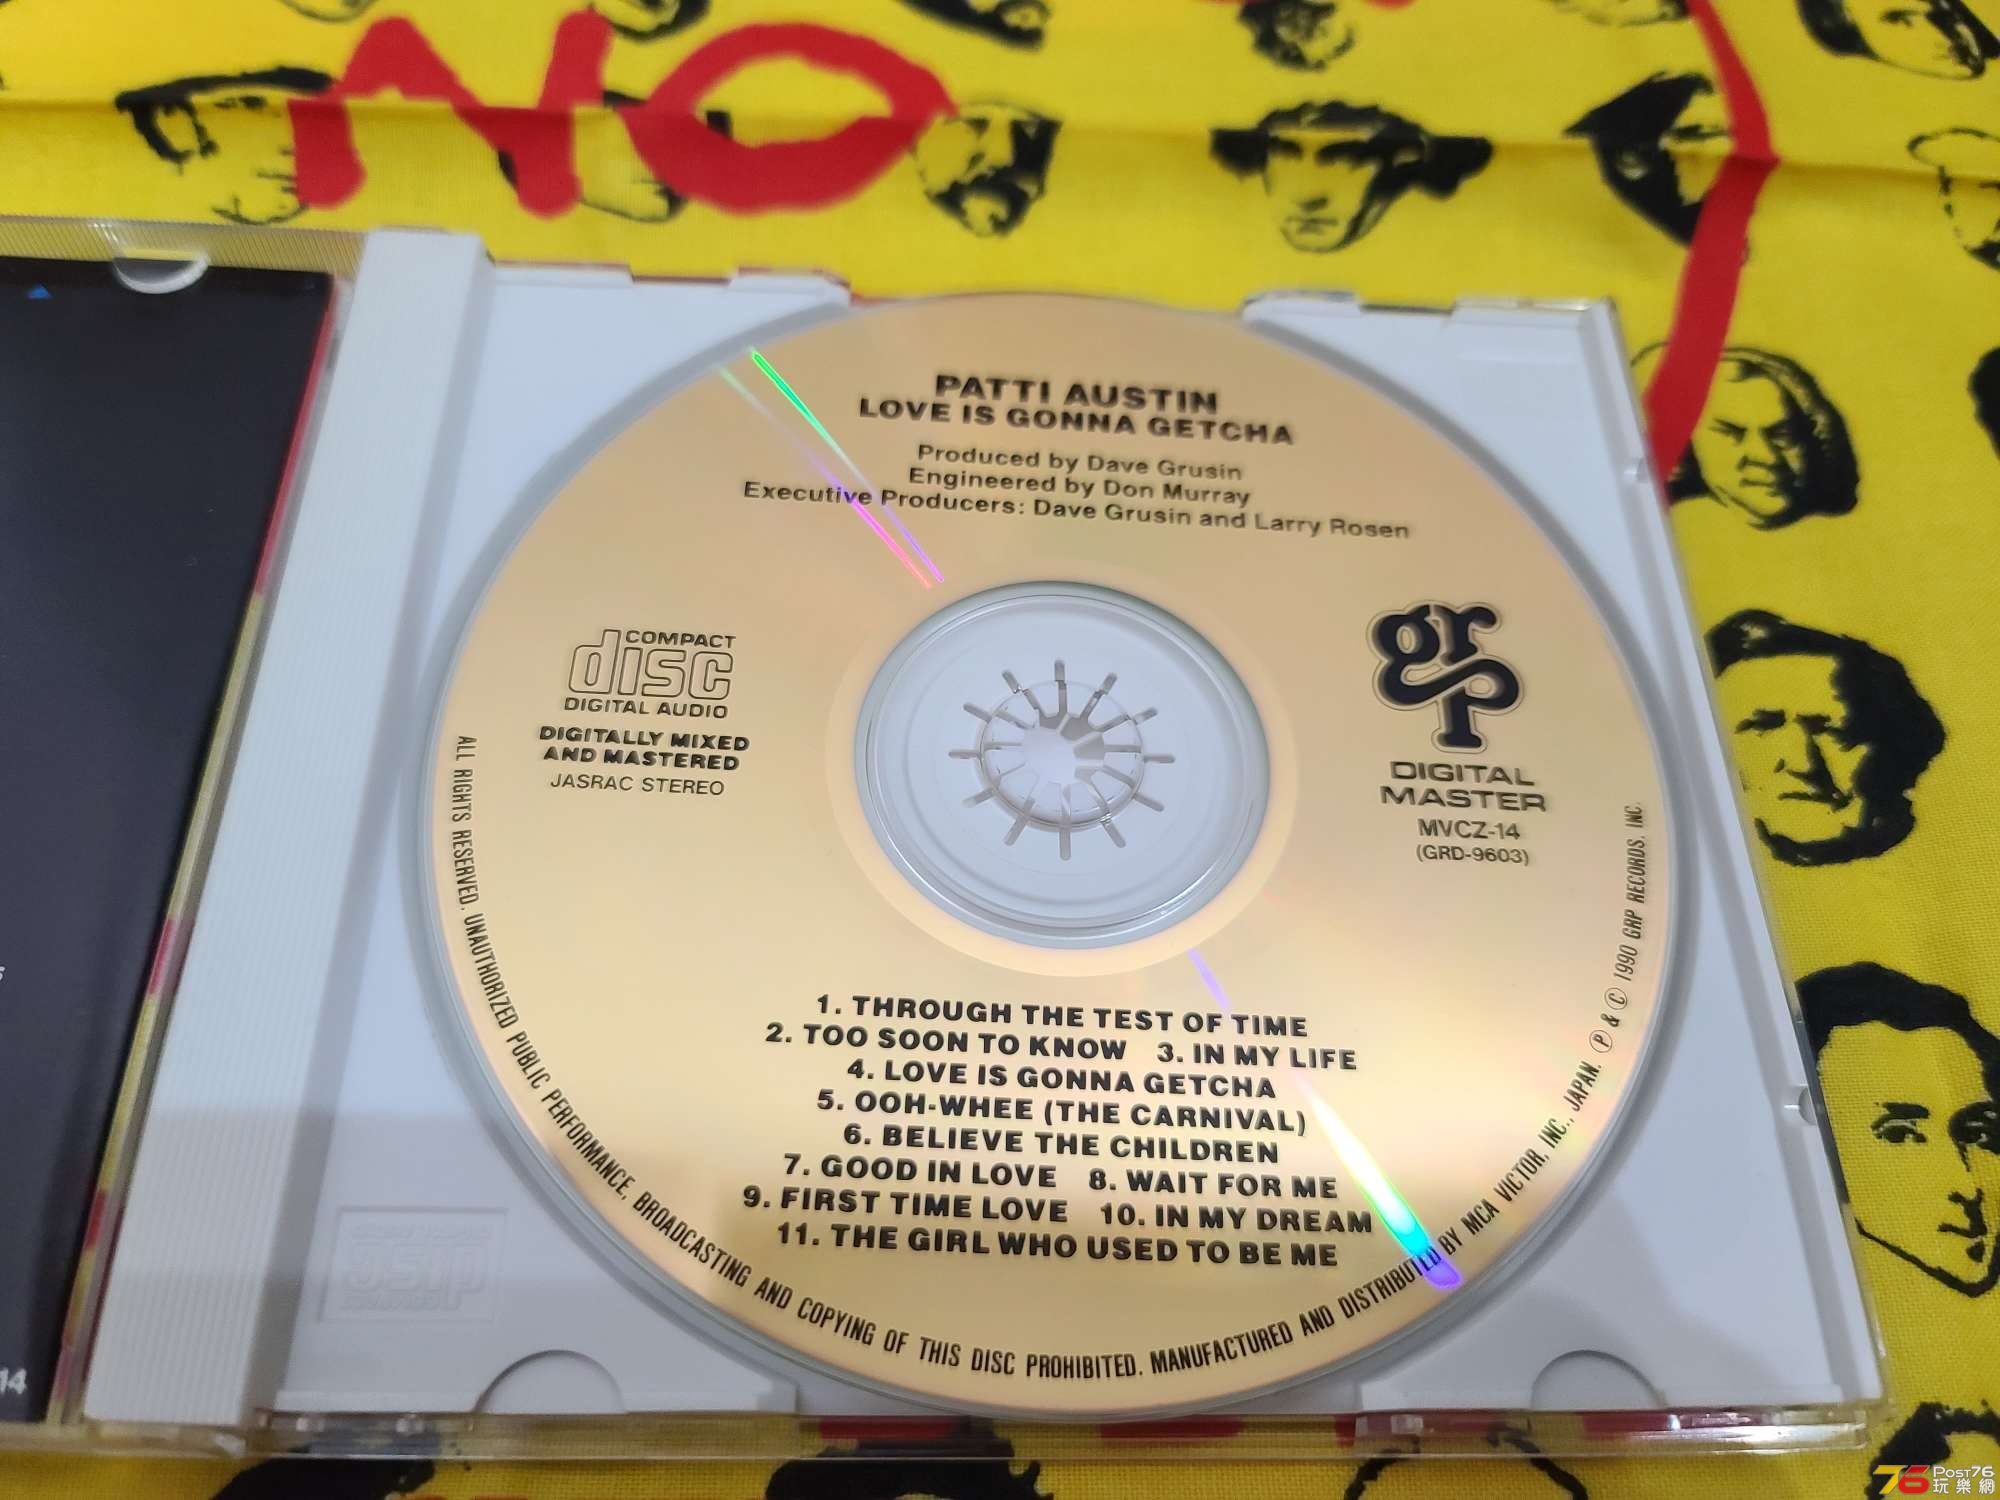 NO
PATTI AUSTIN
LOVE IS GONNA GETCHA
Produced by Dave Grusin
Engineered by Don Murray
Executive Producers: Dave Grusin and Larry Rosen
COMPACT
disc
DIGITAL AUDIO
DIGITALLY MIXED
AND MASTERED
JASRAC STEREO
grp
DIGITAL
MASTER
MVCZ-14
(GRD-9603)
1. THROUGH THE TEST OF TIME
2. TOO SOON TO KNOW 3. IN MY LIFE
4. LOVE IS GONNA GETCHA
5. OOH-WHEE (THE CARNIVAL)
6. BELIEVE THE CHILDREN
7. GOOD IN LOVE 8. WAIT FOR ME
9. FIRST TIME LOVE 10. IN MY DREAM
11. THE GIRL WHO USED TO BE ME
ALL RIGHTS RESERVED. UNAUTHORIZED PUBLIC PERFORMANCE, BROADCASTING AND COPYING OF THIS DISC PROHIBITED. MANUFACTURED AND DISTRIBUTED BY MCA VICTOR, INC., JAPAN. Ⓟ & Ⓒ 1990 GRP RECORDS, INC.
14
76 POST76
玩樂網